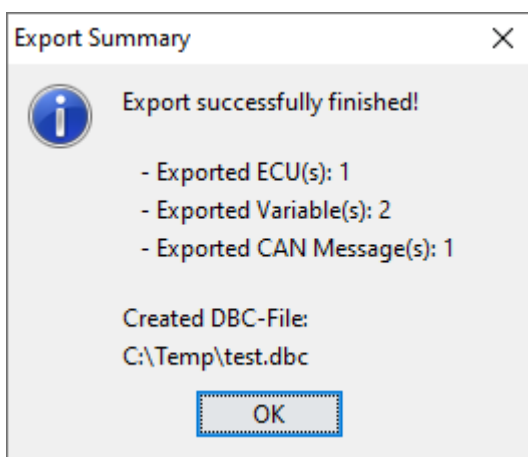 Export Summary
Export successfully finished!
- Exported ECU(s): 1
- Exported Variable(s): 2
- Exported CAN Message(s): 1
Created DBC-File:
C:\Temp\test.dbc
OK